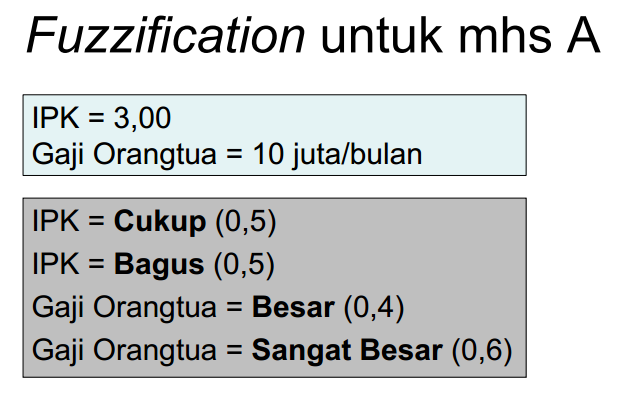 Fuzzification untuk mhs A
IPK = 3,00
Gaji Orangtua = 10 juta/bulan
IPK = Cukup (0,5)
IPK = Bagus (0,5)
Gaji Orangtua = Besar (0,4)
Gaji Orangtua = Sangat Besar (0,6)